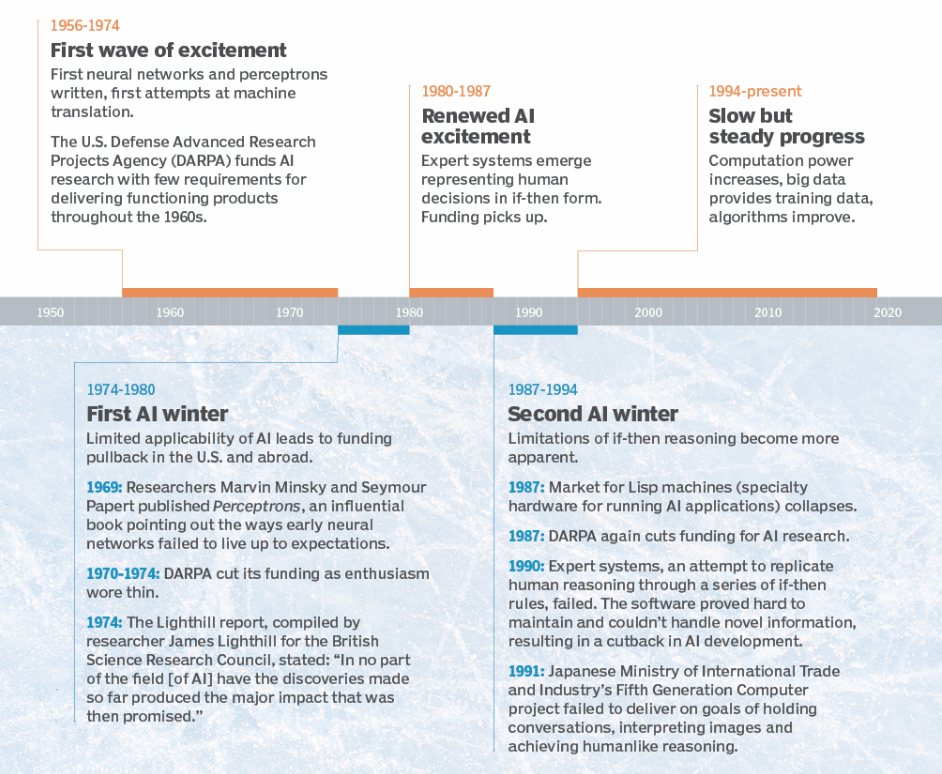 1956-1974
First wave of excitement
First neural networks and perceptrons
written, first attempts at machine
translation.
The U.S. Defense Advanced Research
Projects Agency (DARPA) funds AI
research with few requirements for
delivering functioning products
throughout the 1960s.
1980-1987
Renewed AI
excitement
Expert systems emerge
representing human
decisions in if-then form.
Funding picks up.
1994-present
Slow but
steady progress
Computation power
increases, big data
provides training data,
algorithms improve.
1950 1960 1970 1980 1990 2000 2010 2020
1974-1980
First AI winter
Limited applicability of AI leads to funding
pullback in the U.S. and abroad.
1969: Researchers Marvin Minsky and Seymour
Papert published Perceptrons, an influential
book pointing out the ways early neural
networks failed to live up to expectations.
1970-1974: DARPA cut its funding as enthusiasm
wore thin.
1974: The Lighthill report, compiled by
researcher James Lighthill for the British
Science Research Council, stated: “In no part
of the field [of AI] have the discoveries made
so far produced the major impact that was
then promised.”
1987-1994
Second AI winter
Limitations of if-then reasoning become more
apparent.
1987: Market for Lisp machines (specialty
hardware for running AI applications) collapses.
1987: DARPA again cuts funding for AI research.
1990: Expert systems, an attempt to replicate
human reasoning through a series of if-then
rules, failed. The software proved hard to
maintain and couldn’t handle novel information,
resulting in a cutback in AI development.
1991: Japanese Ministry of International Trade
and Industry’s Fifth Generation Computer
project failed to deliver on goals of holding
conversations, interpreting images and
achieving humanlike reasoning.